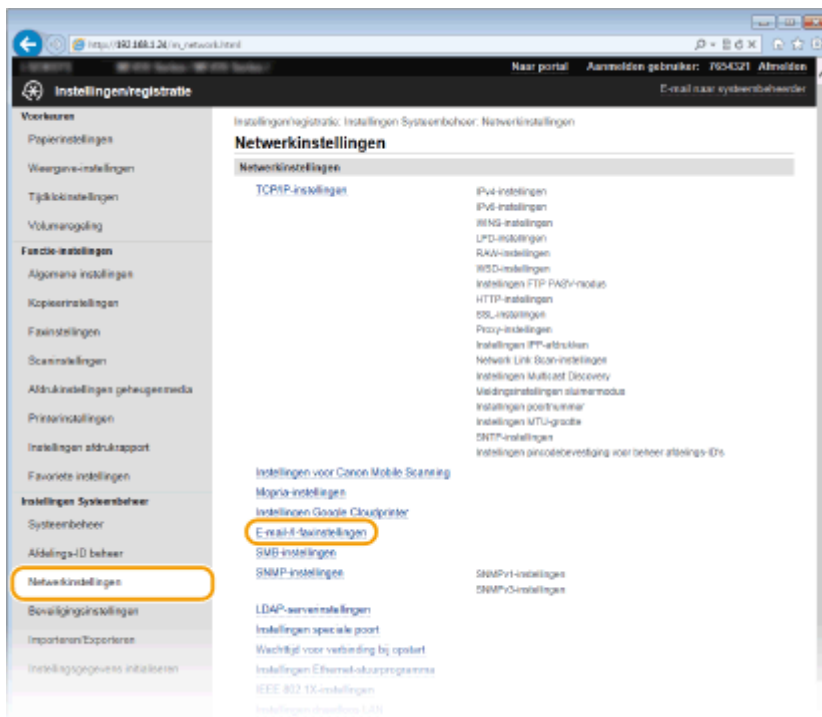 http://192.168.1.24/m_network.html
Naar portal Aanmelden gebruiker: 7654321 Afmelden
Instellingen/registratie
E-mail naar systeembeheerder
Voorkeuren
Papierinstellingen
Weergave-instellingen
Tijdklokinstellingen
Volumeregeling
Functie-instellingen
Algemene instellingen
Kopieerinstellingen
Faxinstellingen
Scaninstellingen
Afdrukinstellingen geheugenmedia
Printerinstellingen
Instellingen afdrukrapport
Favoriete instellingen
Instellingen Systeembeheer
Systeembeheer
Afdelings-ID beheer
Netwerkinstellingen
Beveiligingsinstellingen
Importeren/Exporteren
Instellingsgegevens initialiseren
Instellingen/registratie: Instellingen Systeembeheer: Netwerkinstellingen
Netwerkinstellingen
Netwerkinstellingen
TCP/IP-instellingen
IPv4-instellingen
IPv6-instellingen
WINS-instellingen
LPD-instellingen
RAW-instellingen
WSD-instellingen
Instellingen FTP PASV-modus
HTTP-instellingen
SSL-instellingen
Proxy-instellingen
Instellingen IPP-afdrukken
Network Link Scan-instellingen
Instellingen Multicast Discovery
Meldingsinstellingen sluimermodus
Instellingen poortnummer
Instellingen MTU-grootte
SNTP-instellingen
Instellingen pincodebevestiging voor beheer afdelings-ID's
Instellingen voor Canon Mobile Scanning
Mopria-instellingen
Instellingen Google Cloudprinter
E-mail-/I-faxinstellingen
SMB-instellingen
SNMP-instellingen
SNMPv1-instellingen
SNMPv3-instellingen
LDAP-serverinstellingen
Instellingen speciale poort
Wachttijd voor verbinding bij opstart
Instellingen Ethernet-stuurprogramma
IEEE 802.1X-instellingen
Instellingen draadloos LAN